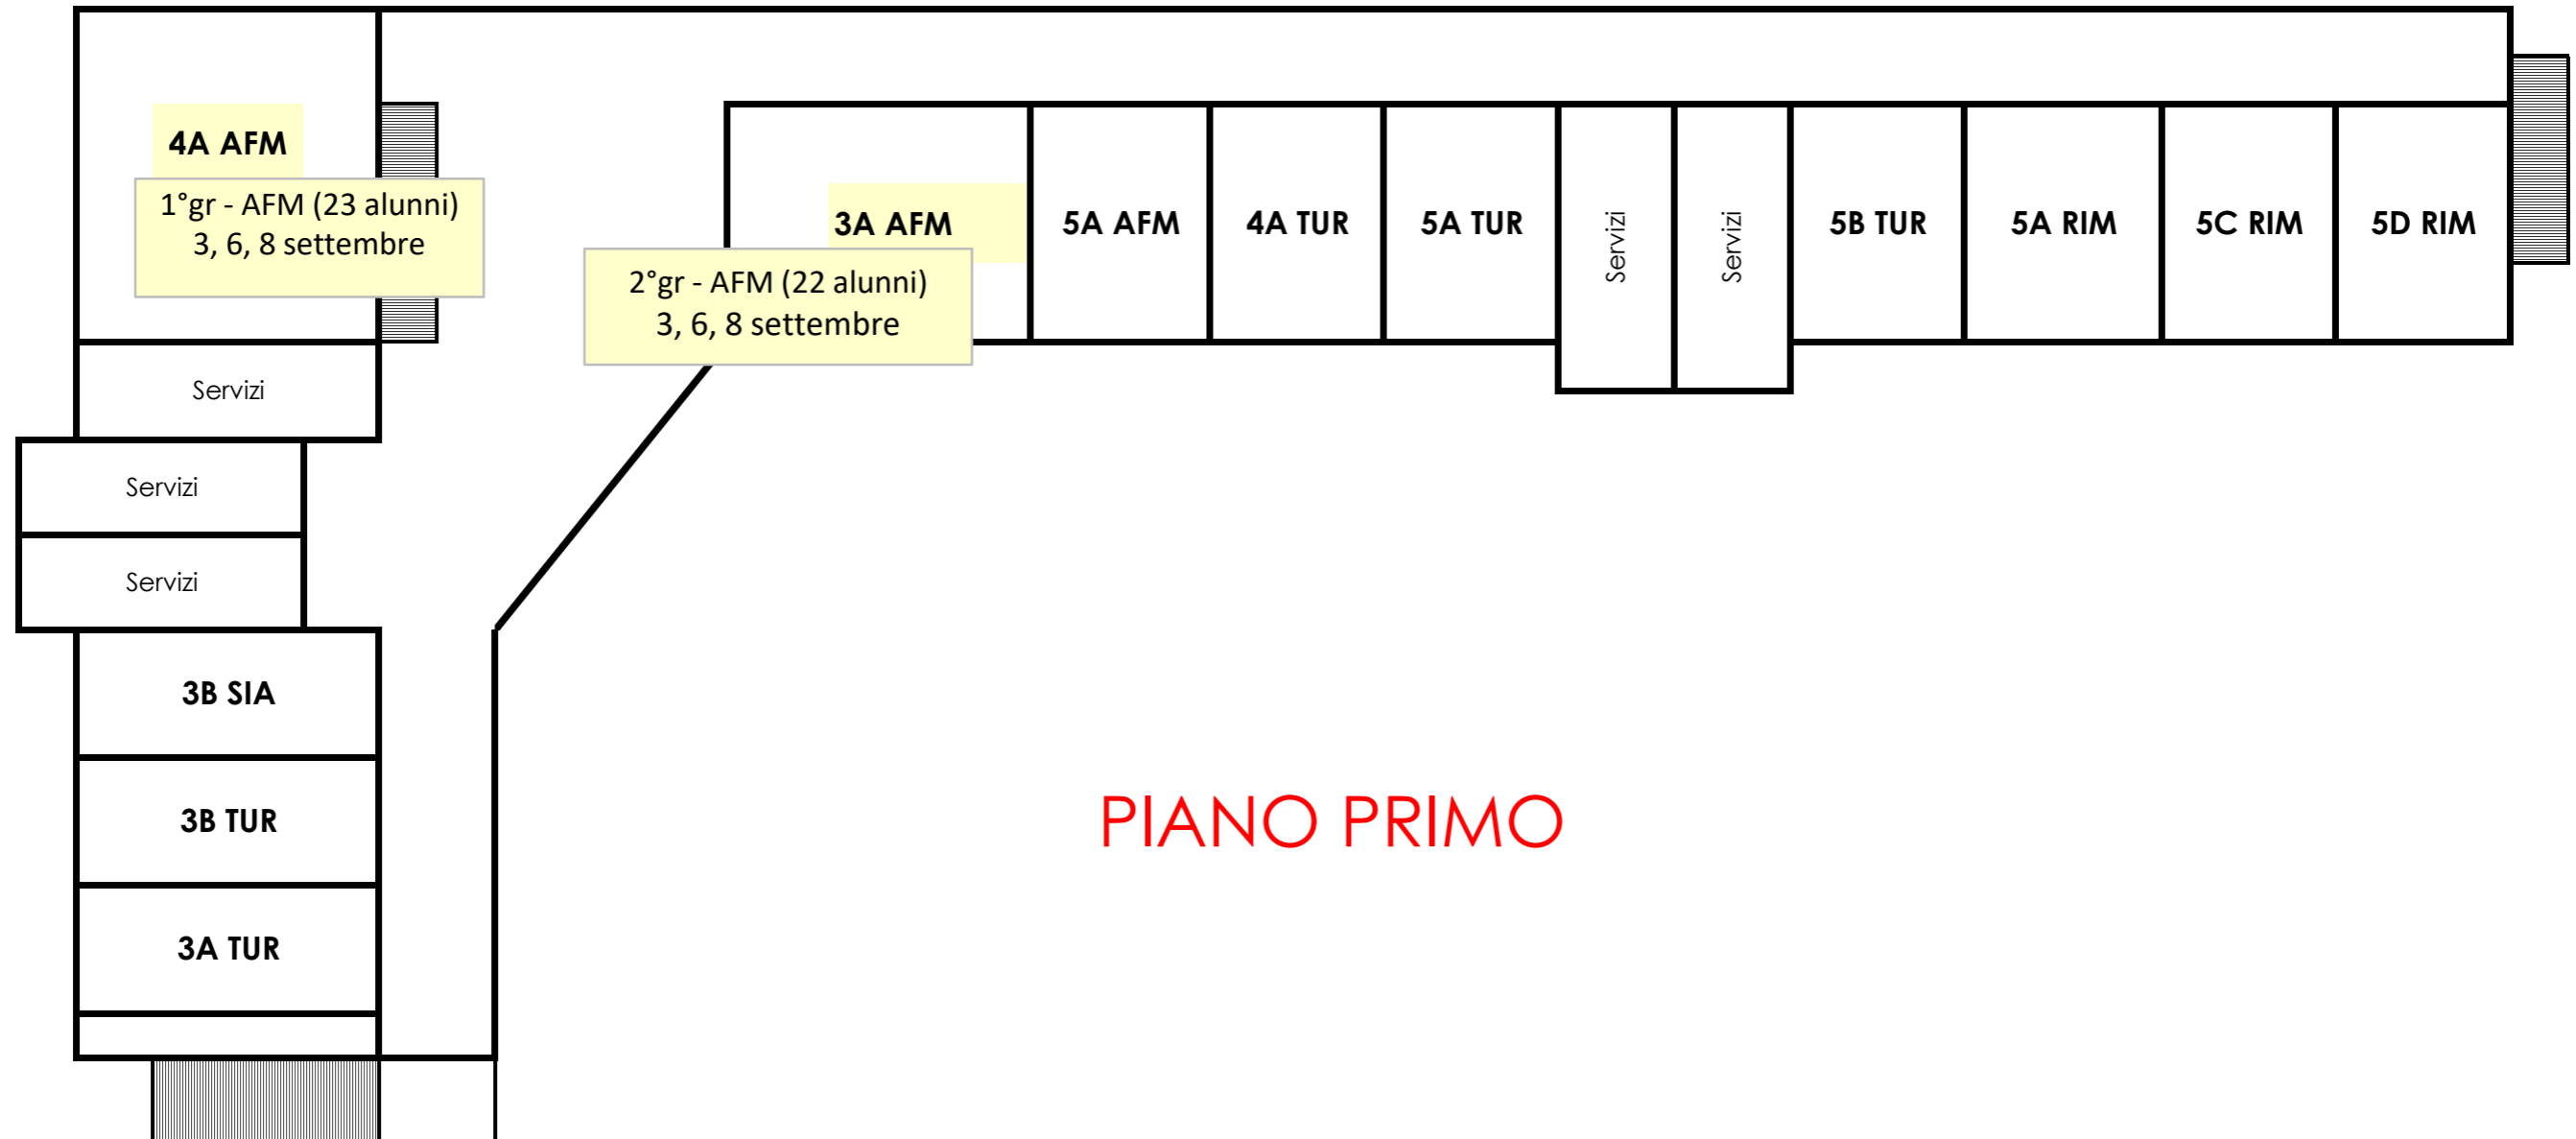 4A AFM
1°gr - AFM (23 alunni)
3, 6, 8 settembre
3A AFM
2°gr - AFM (22 alunni)
3, 6, 8 settembre
5A AFM
4A TUR
5A TUR
Servizi
Servizi
5B TUR
5A RIM
5C RIM
5D RIM
Servizi
Servizi
Servizi
3B SIA
3B TUR
3A TUR
PIANO PRIMO